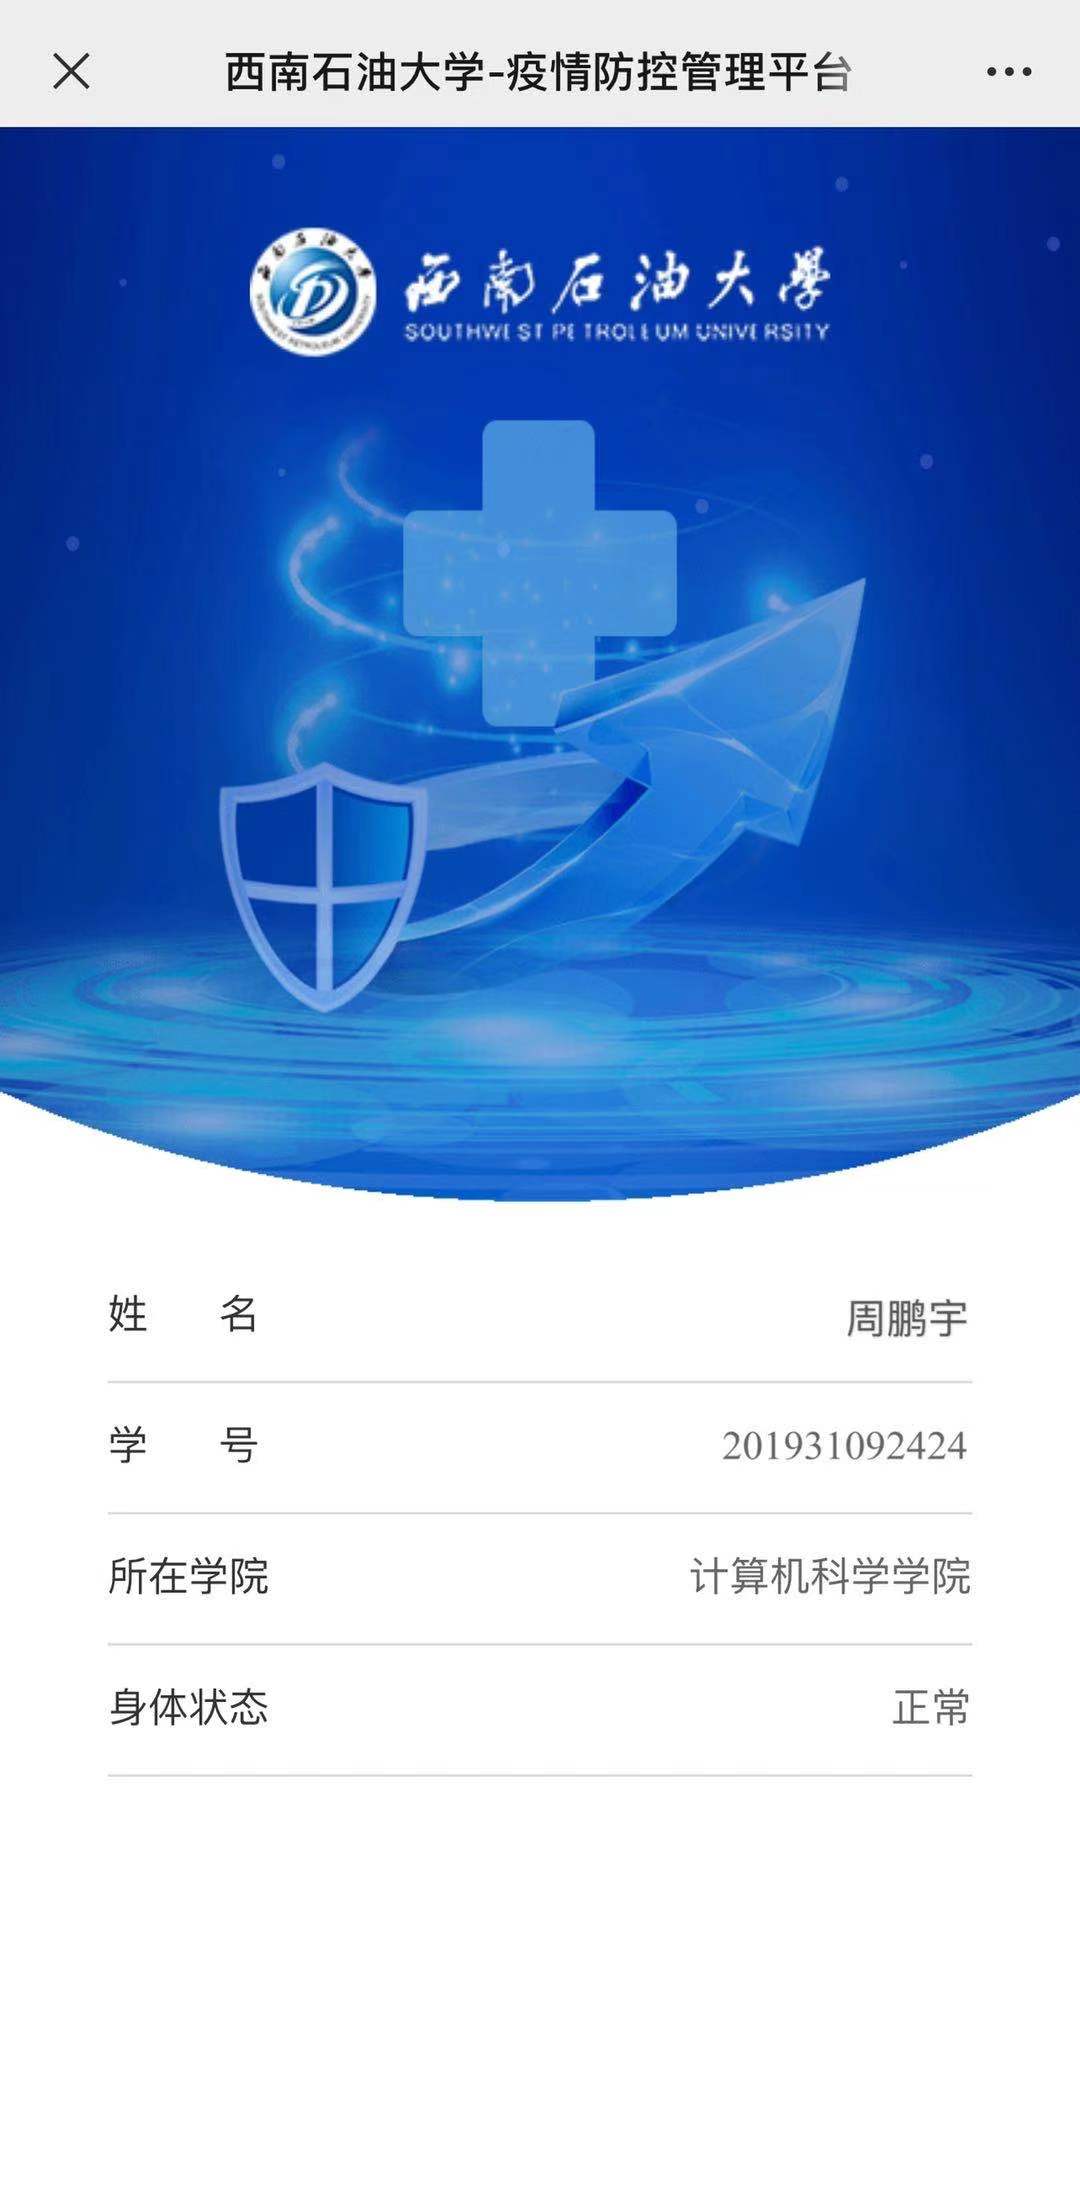 西南石油大学-疫情防控管理平台
西南石油大學
SOUTHWEST PETROLEUM UNIVERSITY
姓 名 周鹏宇
学 号 201931092424
所在学院 计算机科学学院
身体状态 正常